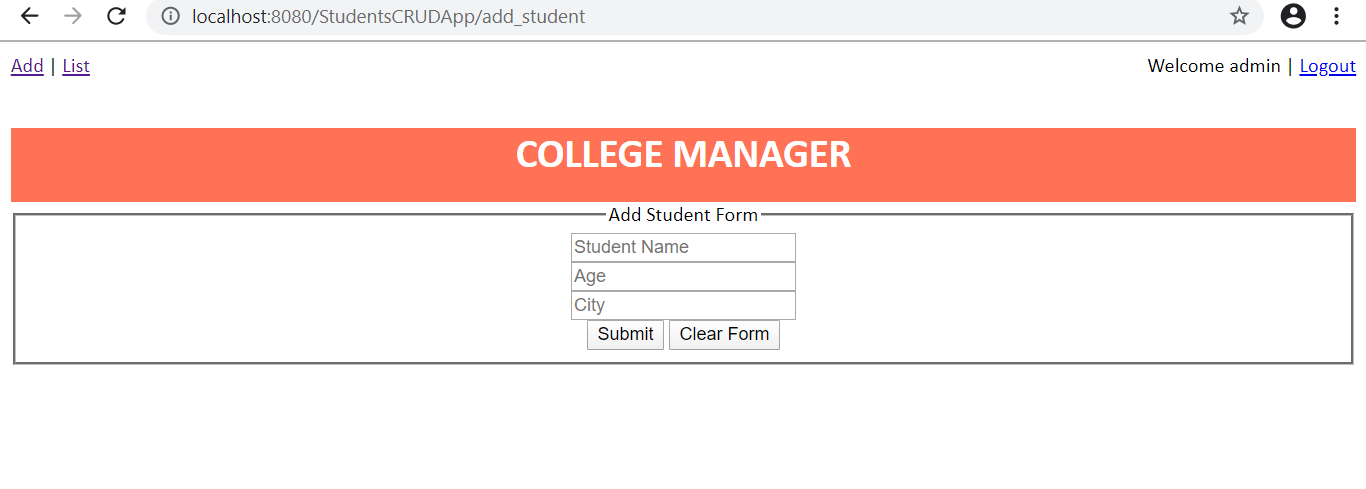 localhost:8080/StudentsCRUDApp/add_student
Add | List
Welcome admin | Logout
COLLEGE MANAGER
Add Student Form
Student Name
Age
City
Submit Clear Form